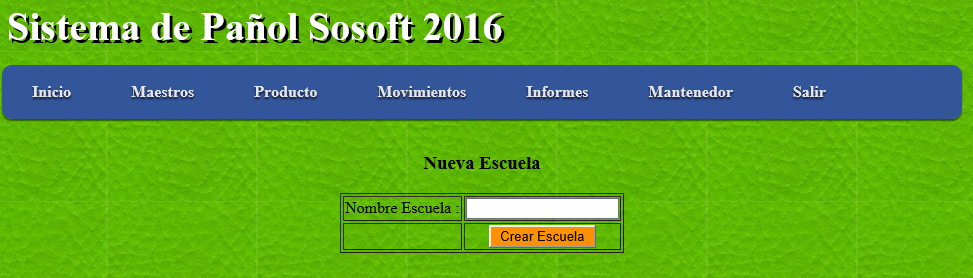 Sistema de Pañol Sosoft 2016
Inicio Maestros Producto Movimientos Informes Mantenedor Salir
Nueva Escuela
Nombre Escuela :
Crear Escuela